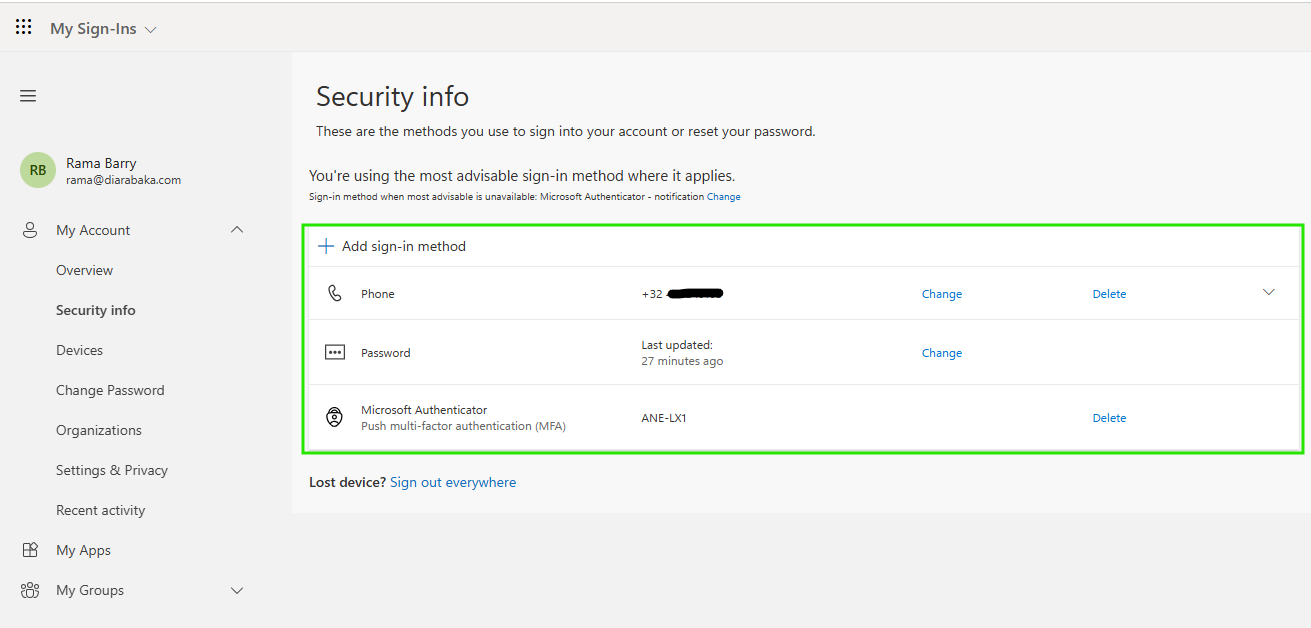 My Sign-Ins
Security info
These are the methods you use to sign into your account or reset your password.
RB
Rama Barry
rama@diarabaka.com
You're using the most advisable sign-in method where it applies.
Sign-in method when most advisable is unavailable: Microsoft Authenticator - notification Change
My Account
Overview
Security info
Devices
Change Password
Organizations
Settings & Privacy
Recent activity
My Apps
My Groups
Add sign-in method
Phone +32 Change Delete
Password Last updated: Change
27 minutes ago
Microsoft Authenticator ANE-LX1 Delete
Push multi-factor authentication (MFA)
Lost device? Sign out everywhere